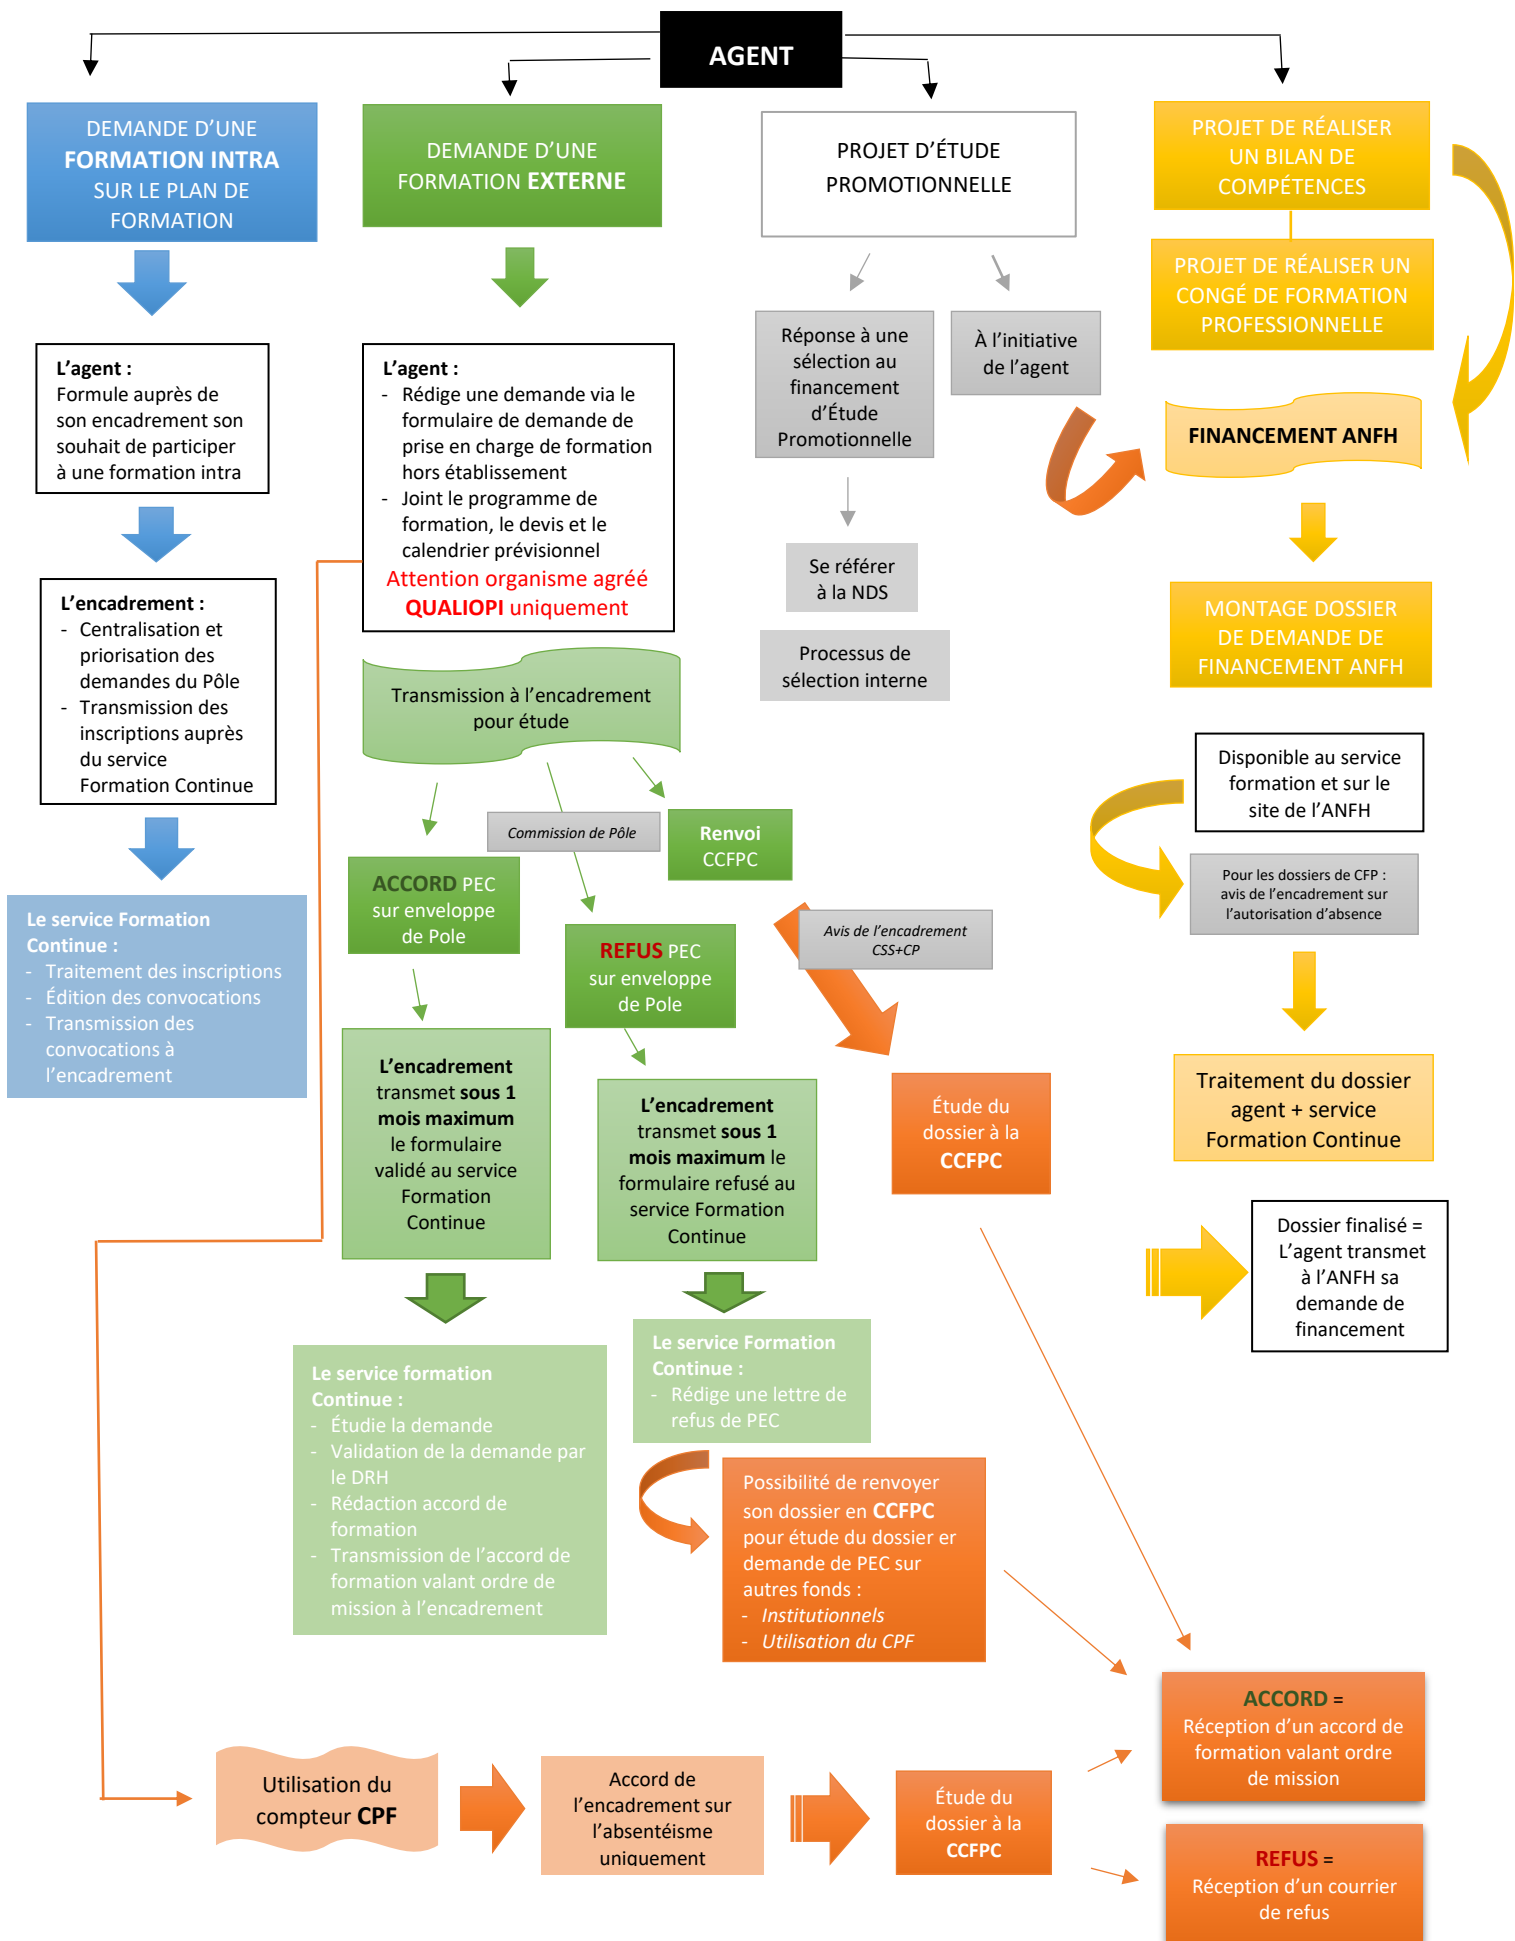 AGENT
DEMANDE D’UNE
FORMATION INTRA
SUR LE PLAN DE
FORMATION
DEMANDE D’UNE
FORMATION EXTERNE
PROJET D’ÉTUDE
PROMOTIONNELLE
PROJET DE RÉALISER
UN BILAN DE
COMPÉTENCES
PROJET DE RÉALISER UN
CONGÉ DE FORMATION
PROFESSIONNELLE
L’agent :
Formule auprès de
son encadrement son
souhait de participer
à une formation intra
L’encadrement :
- Centralisation et
priorisation des
demandes du Pôle
- Transmission des
inscriptions auprès
du service
Formation Continue
Le service Formation
Continue :
- Traitement des inscriptions
- Édition des convocations
- Transmission des
convocations à
l’encadrement
L’agent :
- Rédige une demande via le
formulaire de demande de
prise en charge de formation
hors établissement
- Joint le programme de
formation, le devis et le
calendrier prévisionnel
Attention organisme agréé
QUALIOPI uniquement
Transmission à l’encadrement
pour étude
Commission de Pôle
Renvoi
CCFPC
ACCORD PEC
sur enveloppe
de Pole
REFUS PEC
sur enveloppe
de Pole
Avis de l’encadrement
CSS+CP
L’encadrement
transmet sous 1
mois maximum
le formulaire
validé au service
Formation
Continue
L’encadrement
transmet sous 1
mois maximum le
formulaire refusé au
service Formation
Continue
Étude du
dossier à la
CCFPC
Le service formation
Continue :
- Étudie la demande
- Validation de la demande par
le DRH
- Rédaction accord de
formation
- Transmission de l’accord de
formation valant ordre de
mission à l’encadrement
Le service Formation
Continue :
- Rédige une lettre de
refus de PEC
Possibilité de renvoyer
son dossier en CCFPC
pour étude du dossier er
demande de PEC sur
autres fonds :
- Institutionnels
- Utilisation du CPF
Réponse à une
sélection au
financement
d’Étude
Promotionnelle
À l’initiative
de l’agent
Se référer
à la NDS
Processus de
sélection interne
FINANCEMENT ANFH
MONTAGE DOSSIER
DE DEMANDE DE
FINANCEMENT ANFH
Disponible au service
formation et sur le
site de l’ANFH
Pour les dossiers de CFP :
avis de l’encadrement sur
l’autorisation d’absence
Traitement du dossier
agent + service
Formation Continue
Dossier finalisé =
L’agent transmet
à l’ANFH sa
demande de
financement
Utilisation du
compteur CPF
Accord de
l’encadrement sur
l’absentéisme
uniquement
Étude du
dossier à la
CCFPC
ACCORD =
Réception d’un accord de
formation valant ordre
de mission
REFUS =
Réception d’un courrier
de refus